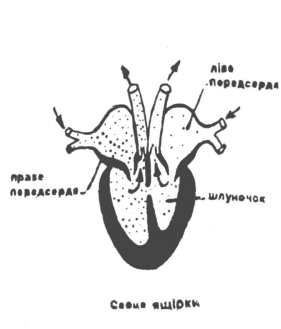 ліве
передсердя
праве
передсердя
шлуночок
Серце ящірки